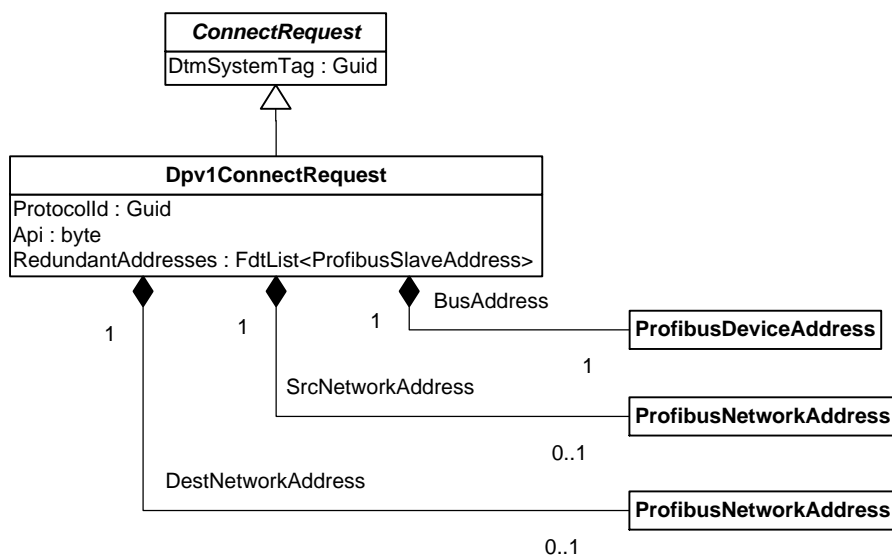 ConnectRequest
DtmSystemTag : Guid
Dpv1ConnectRequest
ProtocolId : Guid
Api : byte
RedundantAddresses : FdtList<ProfibusSlaveAddress>
BusAddress
1
1
1
ProfibusDeviceAddress
1
SrcNetworkAddress
ProfibusNetworkAddress
0..1
DestNetworkAddress
ProfibusNetworkAddress
0..1